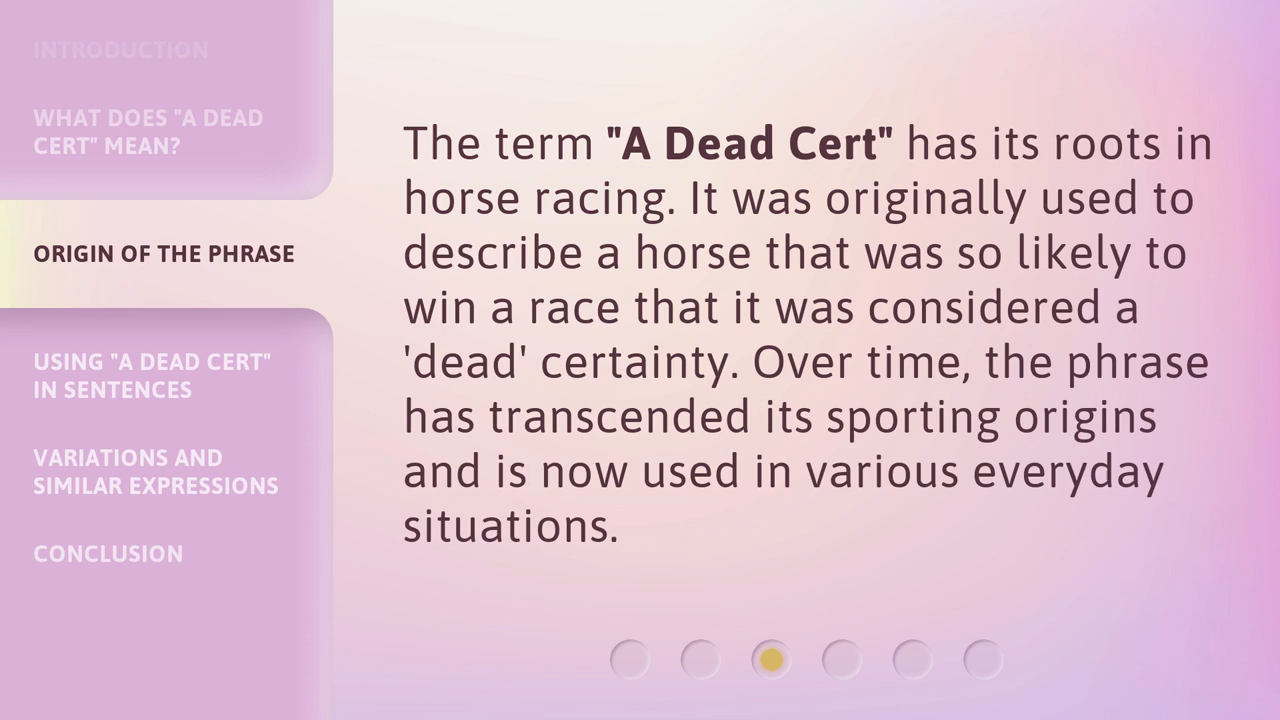 INTRODUCTION
WHAT DOES "A DEAD
CERT" MEAN?
ORIGIN OF THE PHRASE
USING "A DEAD CERT"
IN SENTENCES
VARIATIONS AND
SIMILAR EXPRESSIONS
CONCLUSION
The term "A Dead Cert" has its roots in
horse racing. It was originally used to
describe a horse that was so likely to
win a race that it was considered a
'dead' certainty. Over time, the phrase
has transcended its sporting origins
and is now used in various everyday
situations.